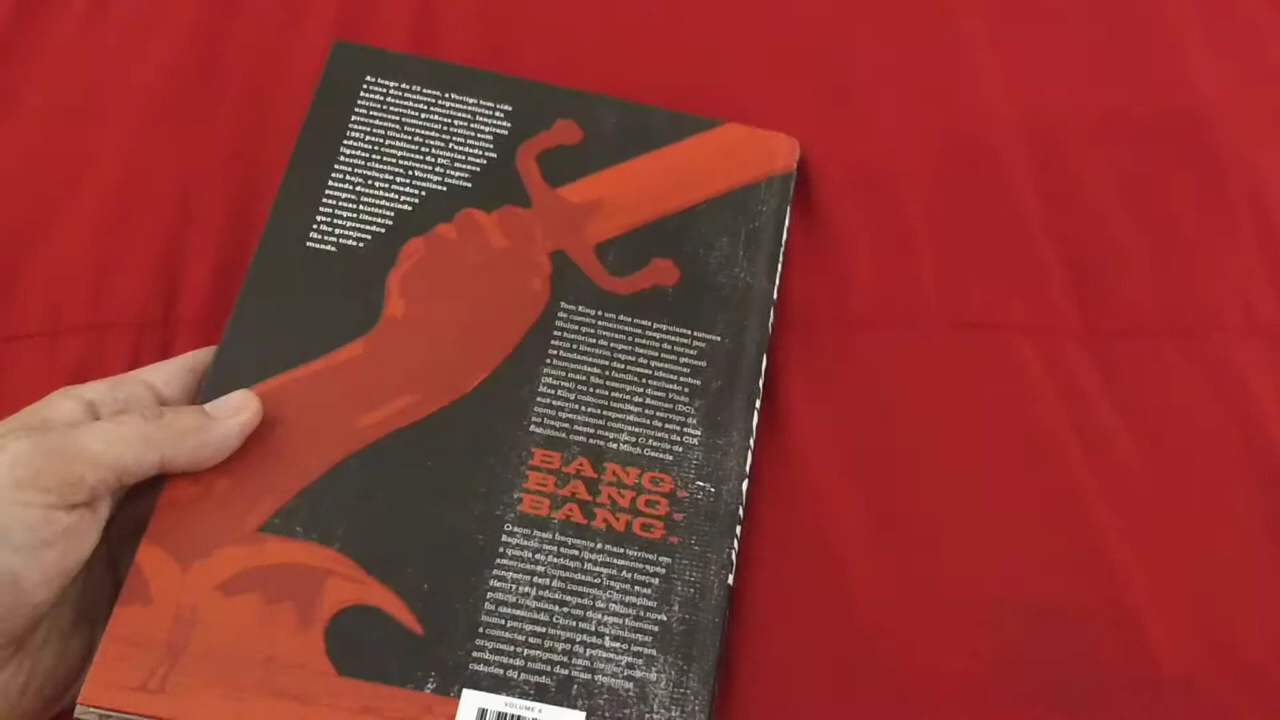 Ao longo de 25 anos, a Vertigo tem sido
a casa dos maiores argumentistas da
banda desenhada americana, lançando
séries e novelas gráficas que atingiram
um sucesso comercial e crítico sem
precedentes, tornando-se em muitos
casos em títulos de culto. Fundada em
1993 para publicar as histórias mais
adultas e complexas da DC, menos
ligadas ao seu universo de super-
-heróis clássicos, a Vertigo iniciou
uma revolução que continua
até hoje, e que mudou a
banda desenhada para
sempre, introduzindo
nas suas histórias
um toque literário
que surpreendeu
e lhe granjeou
fãs em todo o
mundo.
Tom King é um dos mais populares autores
de comics americanos, responsável por
títulos que tiveram o mérito de tornar
as histórias de super-heróis num género
sério e literário, capaz de questionar
os fundamentos das nossas ideias sobre
a humanidade, a família, a exclusão e
muito mais. São exemplos disso Visão
(Marvel) ou a sua série de Batman (DC).
Mas King colocou também ao serviço da
sua escrita a sua experiência de sete anos
como operacional contraterrorista da CIA
no Iraque, neste magnífico O Xerife da
Babilónia, com arte de Mitch Gerads.
BANG.
BANG.
BANG.
O som mais frequente e mais terrível em
Bagdade nos anos imediatamente após
a queda de Saddam Hussein. As forças
americanas comandam o Iraque, mas
ninguém está em controlo. Christopher
Henry está encarregado de treinar a nova
polícia iraquiana, e um dos seus homens
foi assassinado. Chris terá de embarcar
numa perigosa investigação que o levará
a contactar um grupo de personagens
originais e perigosos, num thriller policial
ambientado numa das mais violentas
cidades do mundo.
VOLUME 6